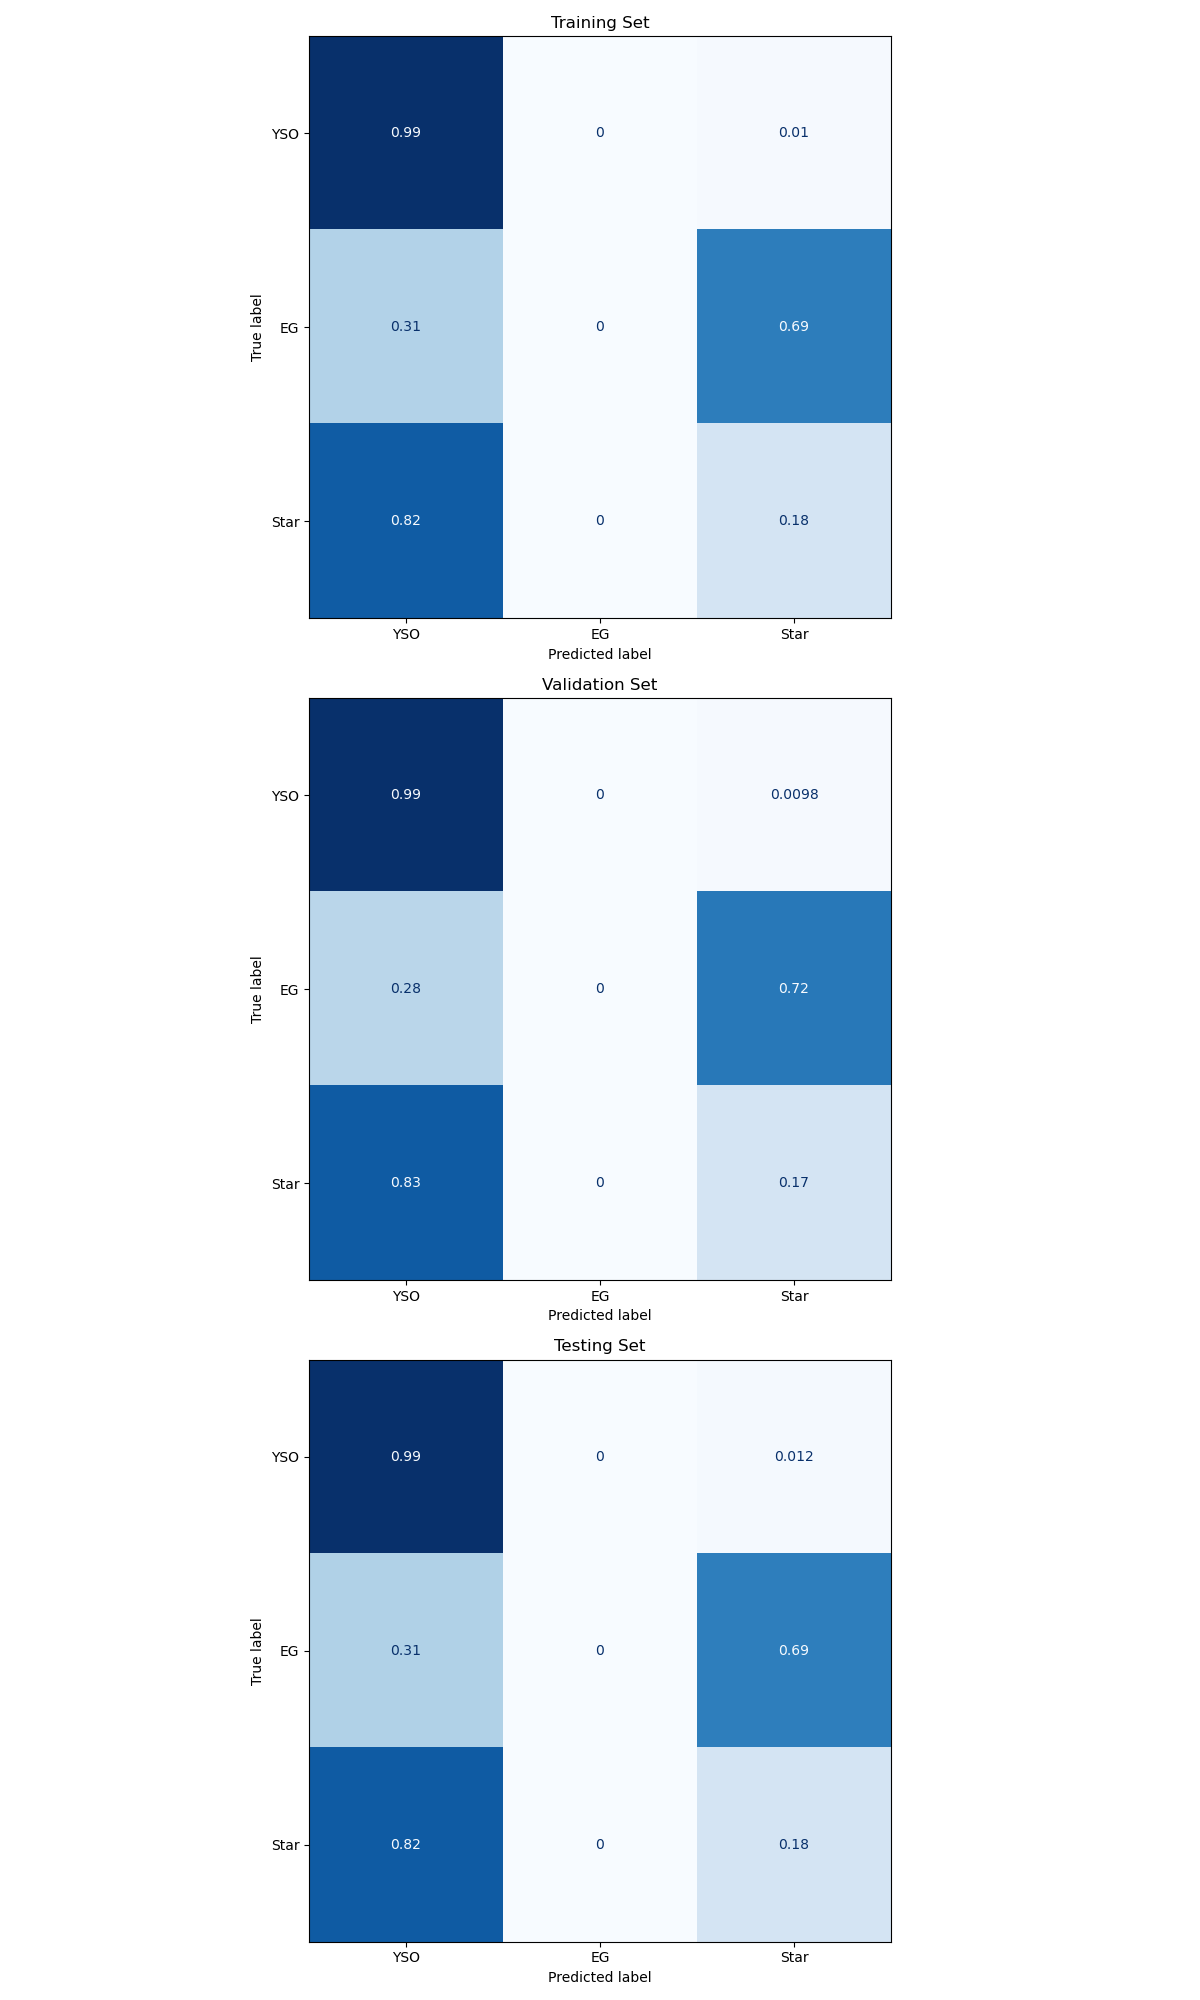 Training Set
YSO 0.99 0 0.01
True label
EG 0.31 0 0.69
Star 0.82 0 0.18
YSO EG Star
Predicted label
Validation Set
YSO 0.99 0 0.0098
True label
EG 0.28 0 0.72
Star 0.83 0 0.17
YSO EG Star
Predicted label
Testing Set
YSO 0.99 0 0.012
True label
EG 0.31 0 0.69
Star 0.82 0 0.18
YSO EG Star
Predicted label